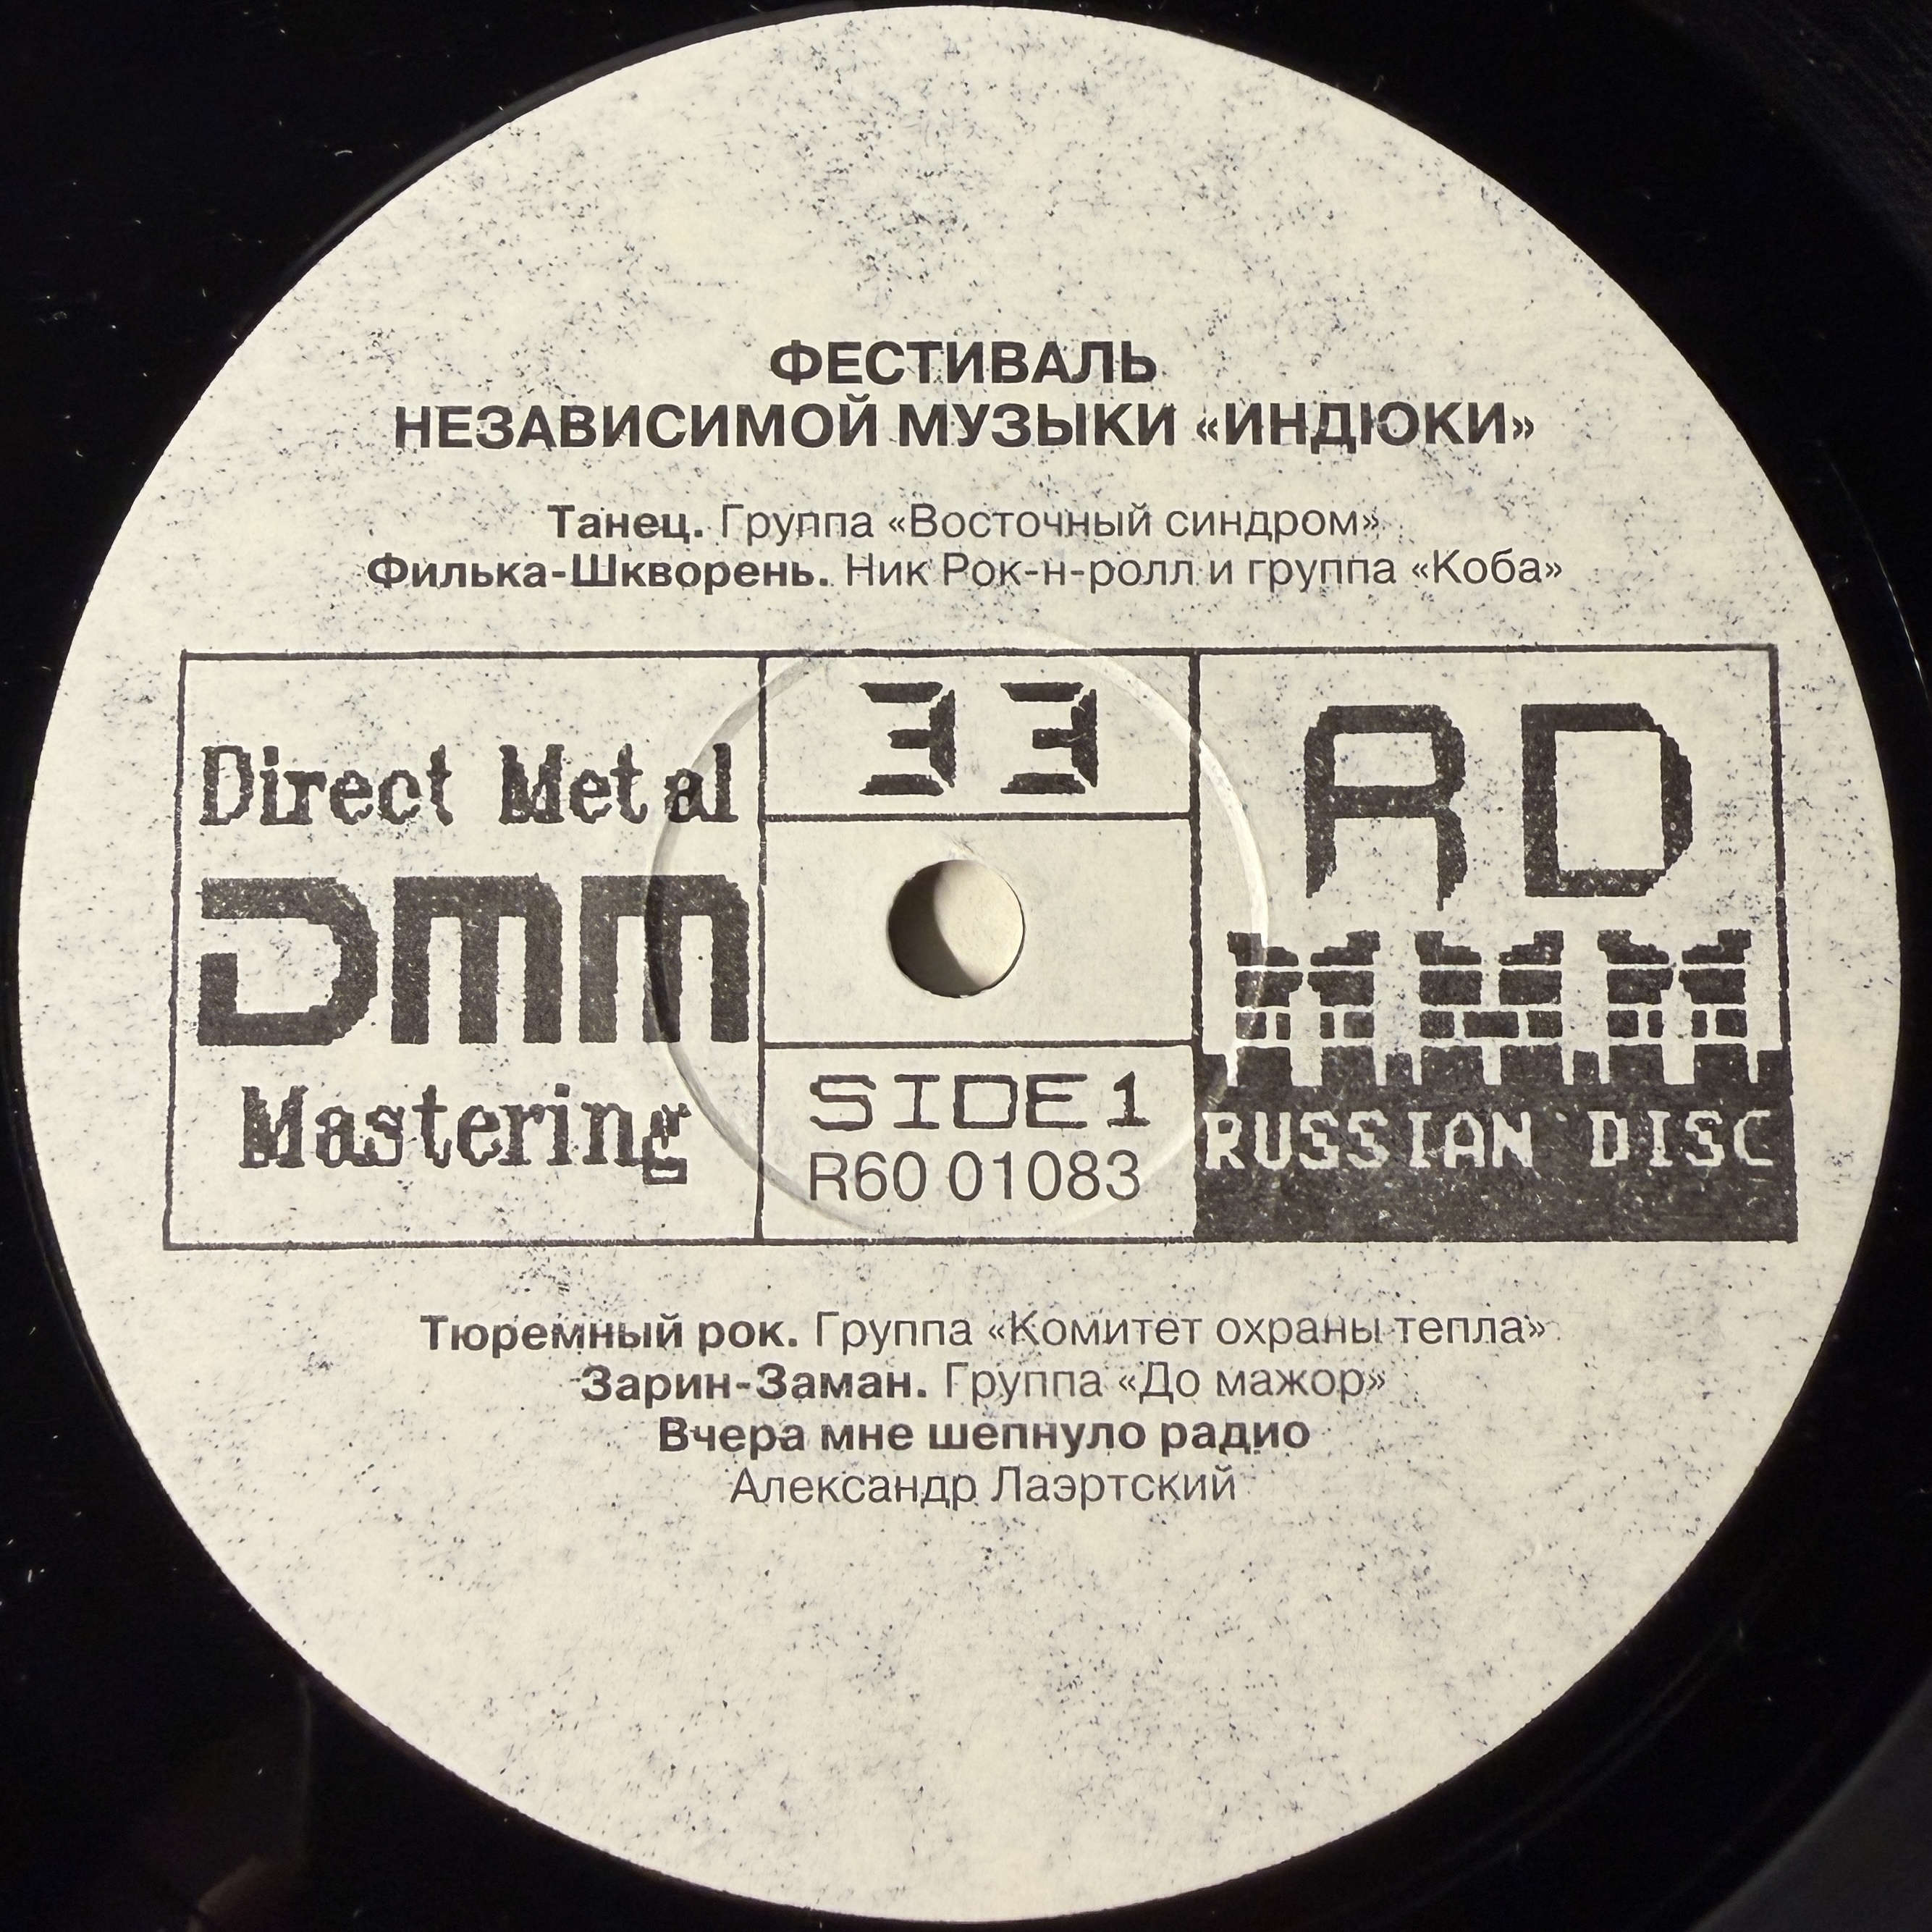 ФЕСТИВАЛЬ
НЕЗАВИСИМОЙ МУЗЫКИ «ИНДЮКИ»
Танец. Группа «Восточный синдром»
Филька-Шкворень. Ник Рок-н-ролл и группа «Коба»
Direct Metal
DMM
Mastering
33
SIDE 1
R60 01083
RD
RUSSIAN DISC
Тюремный рок. Группа «Комитет охраны тепла»
Зарин-Заман. Группа «До мажор»
Вчера мне шепнуло радио
Александр Лаэртский